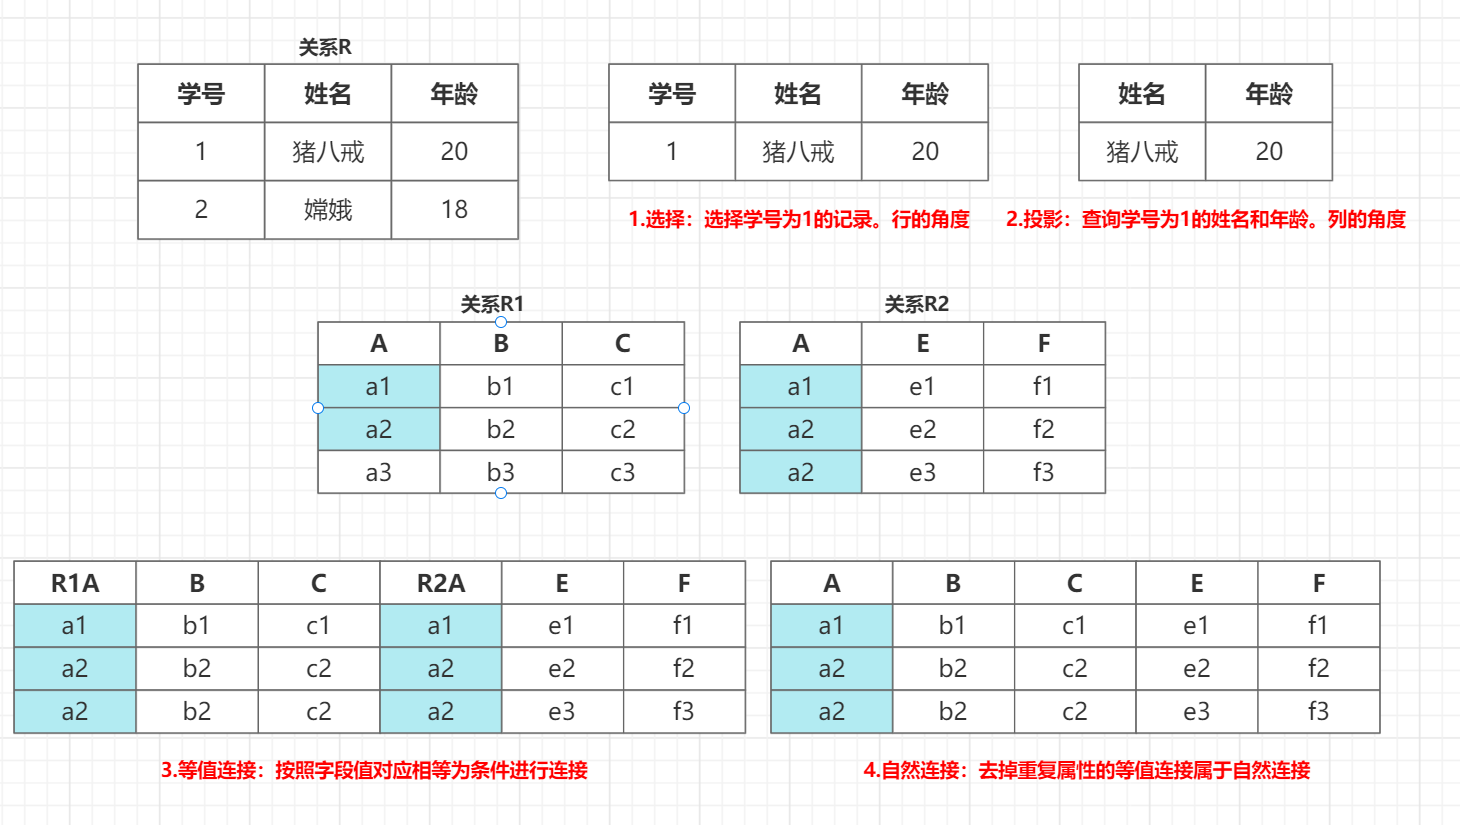 关系R
学号 姓名 年龄
1 猪八戒 20
2 嫦娥 18
学号 姓名 年龄
1 猪八戒 20
1.选择：选择学号为1的记录。行的角度
姓名 年龄
猪八戒 20
2.投影：查询学号为1的姓名和年龄。列的角度
关系R1
A B C
a1 b1 c1
a2 b2 c2
a3 b3 c3
关系R2
A E F
a1 e1 f1
a2 e2 f2
a2 e3 f3
R1A B C R2A E F
a1 b1 c1 a1 e1 f1
a2 b2 c2 a2 e2 f2
a2 b2 c2 a2 e3 f3
3.等值连接：按照字段值对应相等为条件进行连接
A B C E F
a1 b1 c1 e1 f1
a2 b2 c2 e2 f2
a2 b2 c2 e3 f3
4.自然连接：去掉重复属性的等值连接属于自然连接